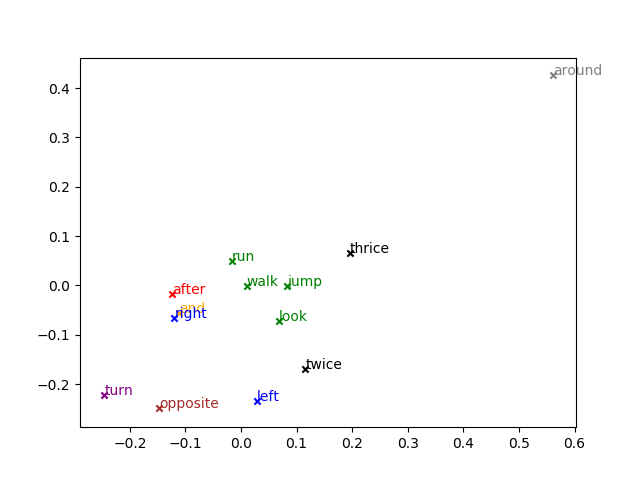 around
0.4
0.3
0.2
0.1
0.0
−0.1
−0.2
thrice
run
walk
jump
after
and
right
look
twice
turn
opposite
left
−0.2
−0.1
0.0
0.1
0.2
0.3
0.4
0.5
0.6